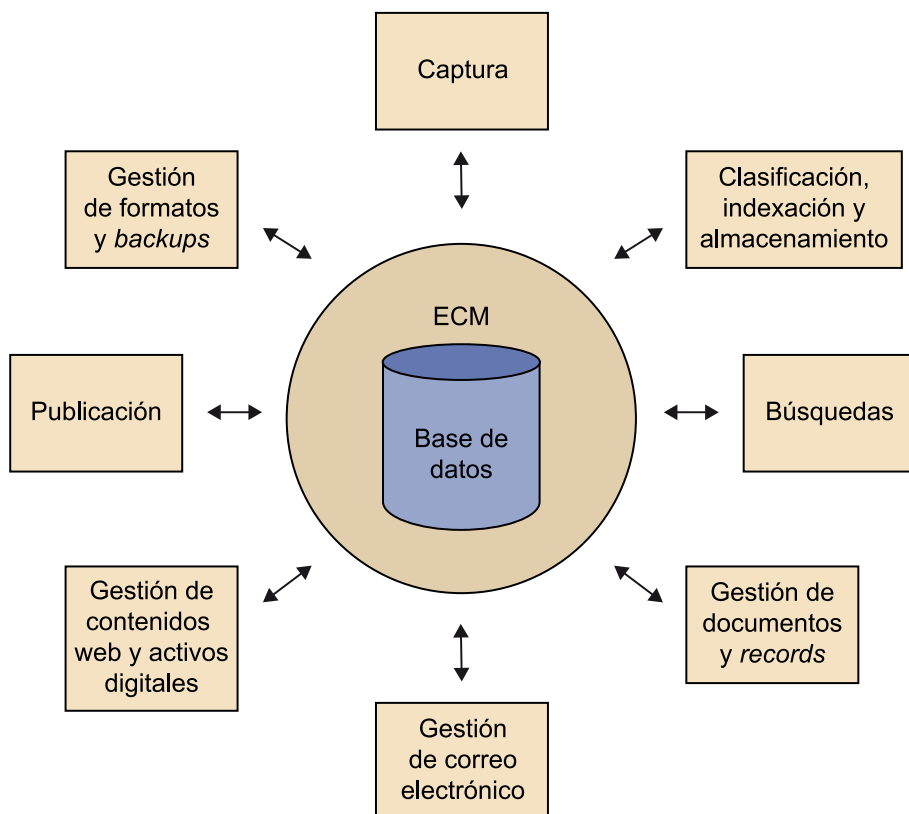 Captura
Gestión
de formatos
y backups
Clasificación,
indexación y
almacenamiento
ECM
Publicación
Base de
datos
Búsquedas
Gestión de
contenidos
web y activos
digitales
Gestión de
documentos
y records
Gestión
de correo
electrónico